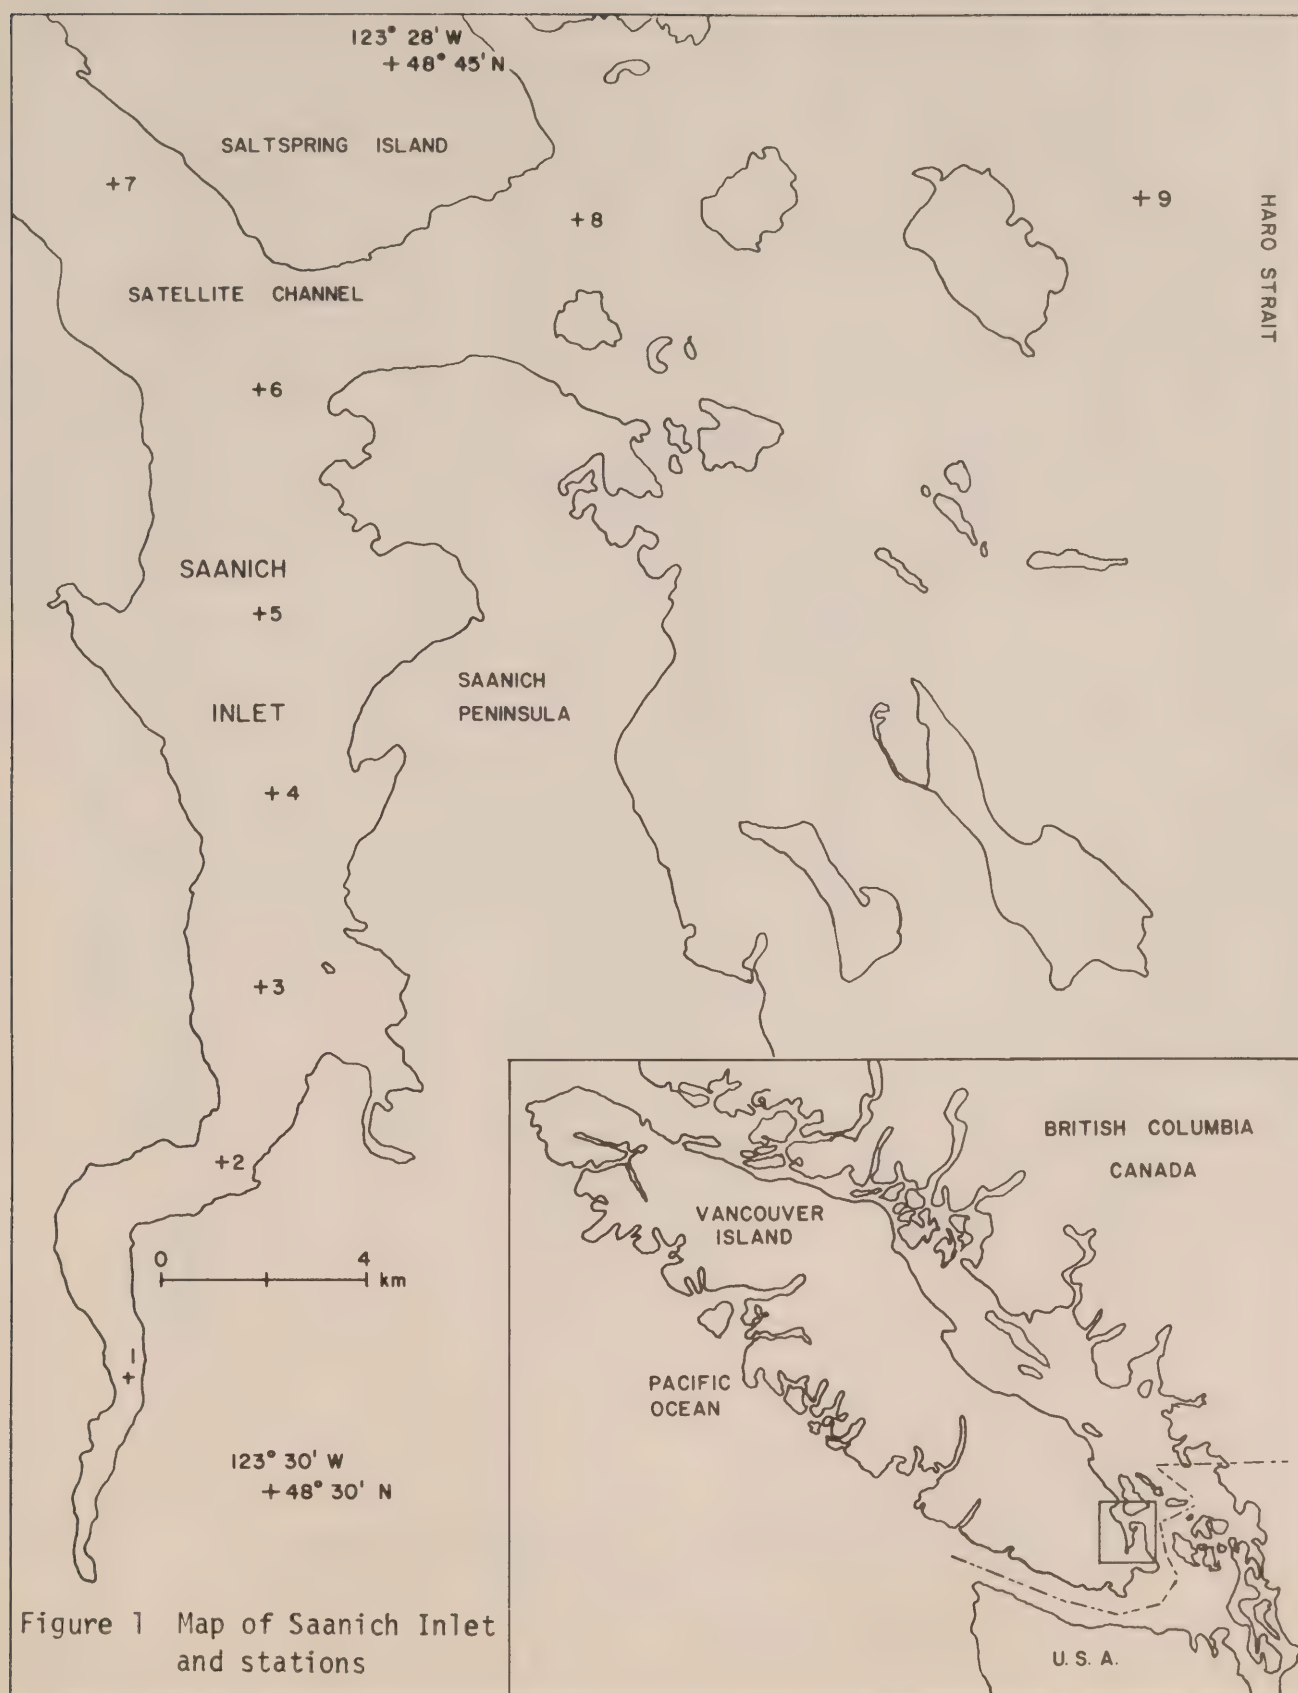 123° 28' W
+ 48° 45' N
SALTSPRING ISLAND
+7
+8
+9
HARO STRAIT
SATELLITE CHANNEL
+6
SAANICH
+5
INLET
SAANICH
PENINSULA
+4
+3
+2
0 4
km
1
+
123° 30' W
+48° 30' N
BRITISH COLUMBIA
CANADA
VANCOUVER
ISLAND
PACIFIC
OCEAN
U. S. A.
Figure 1 Map of Saanich Inlet
and stations